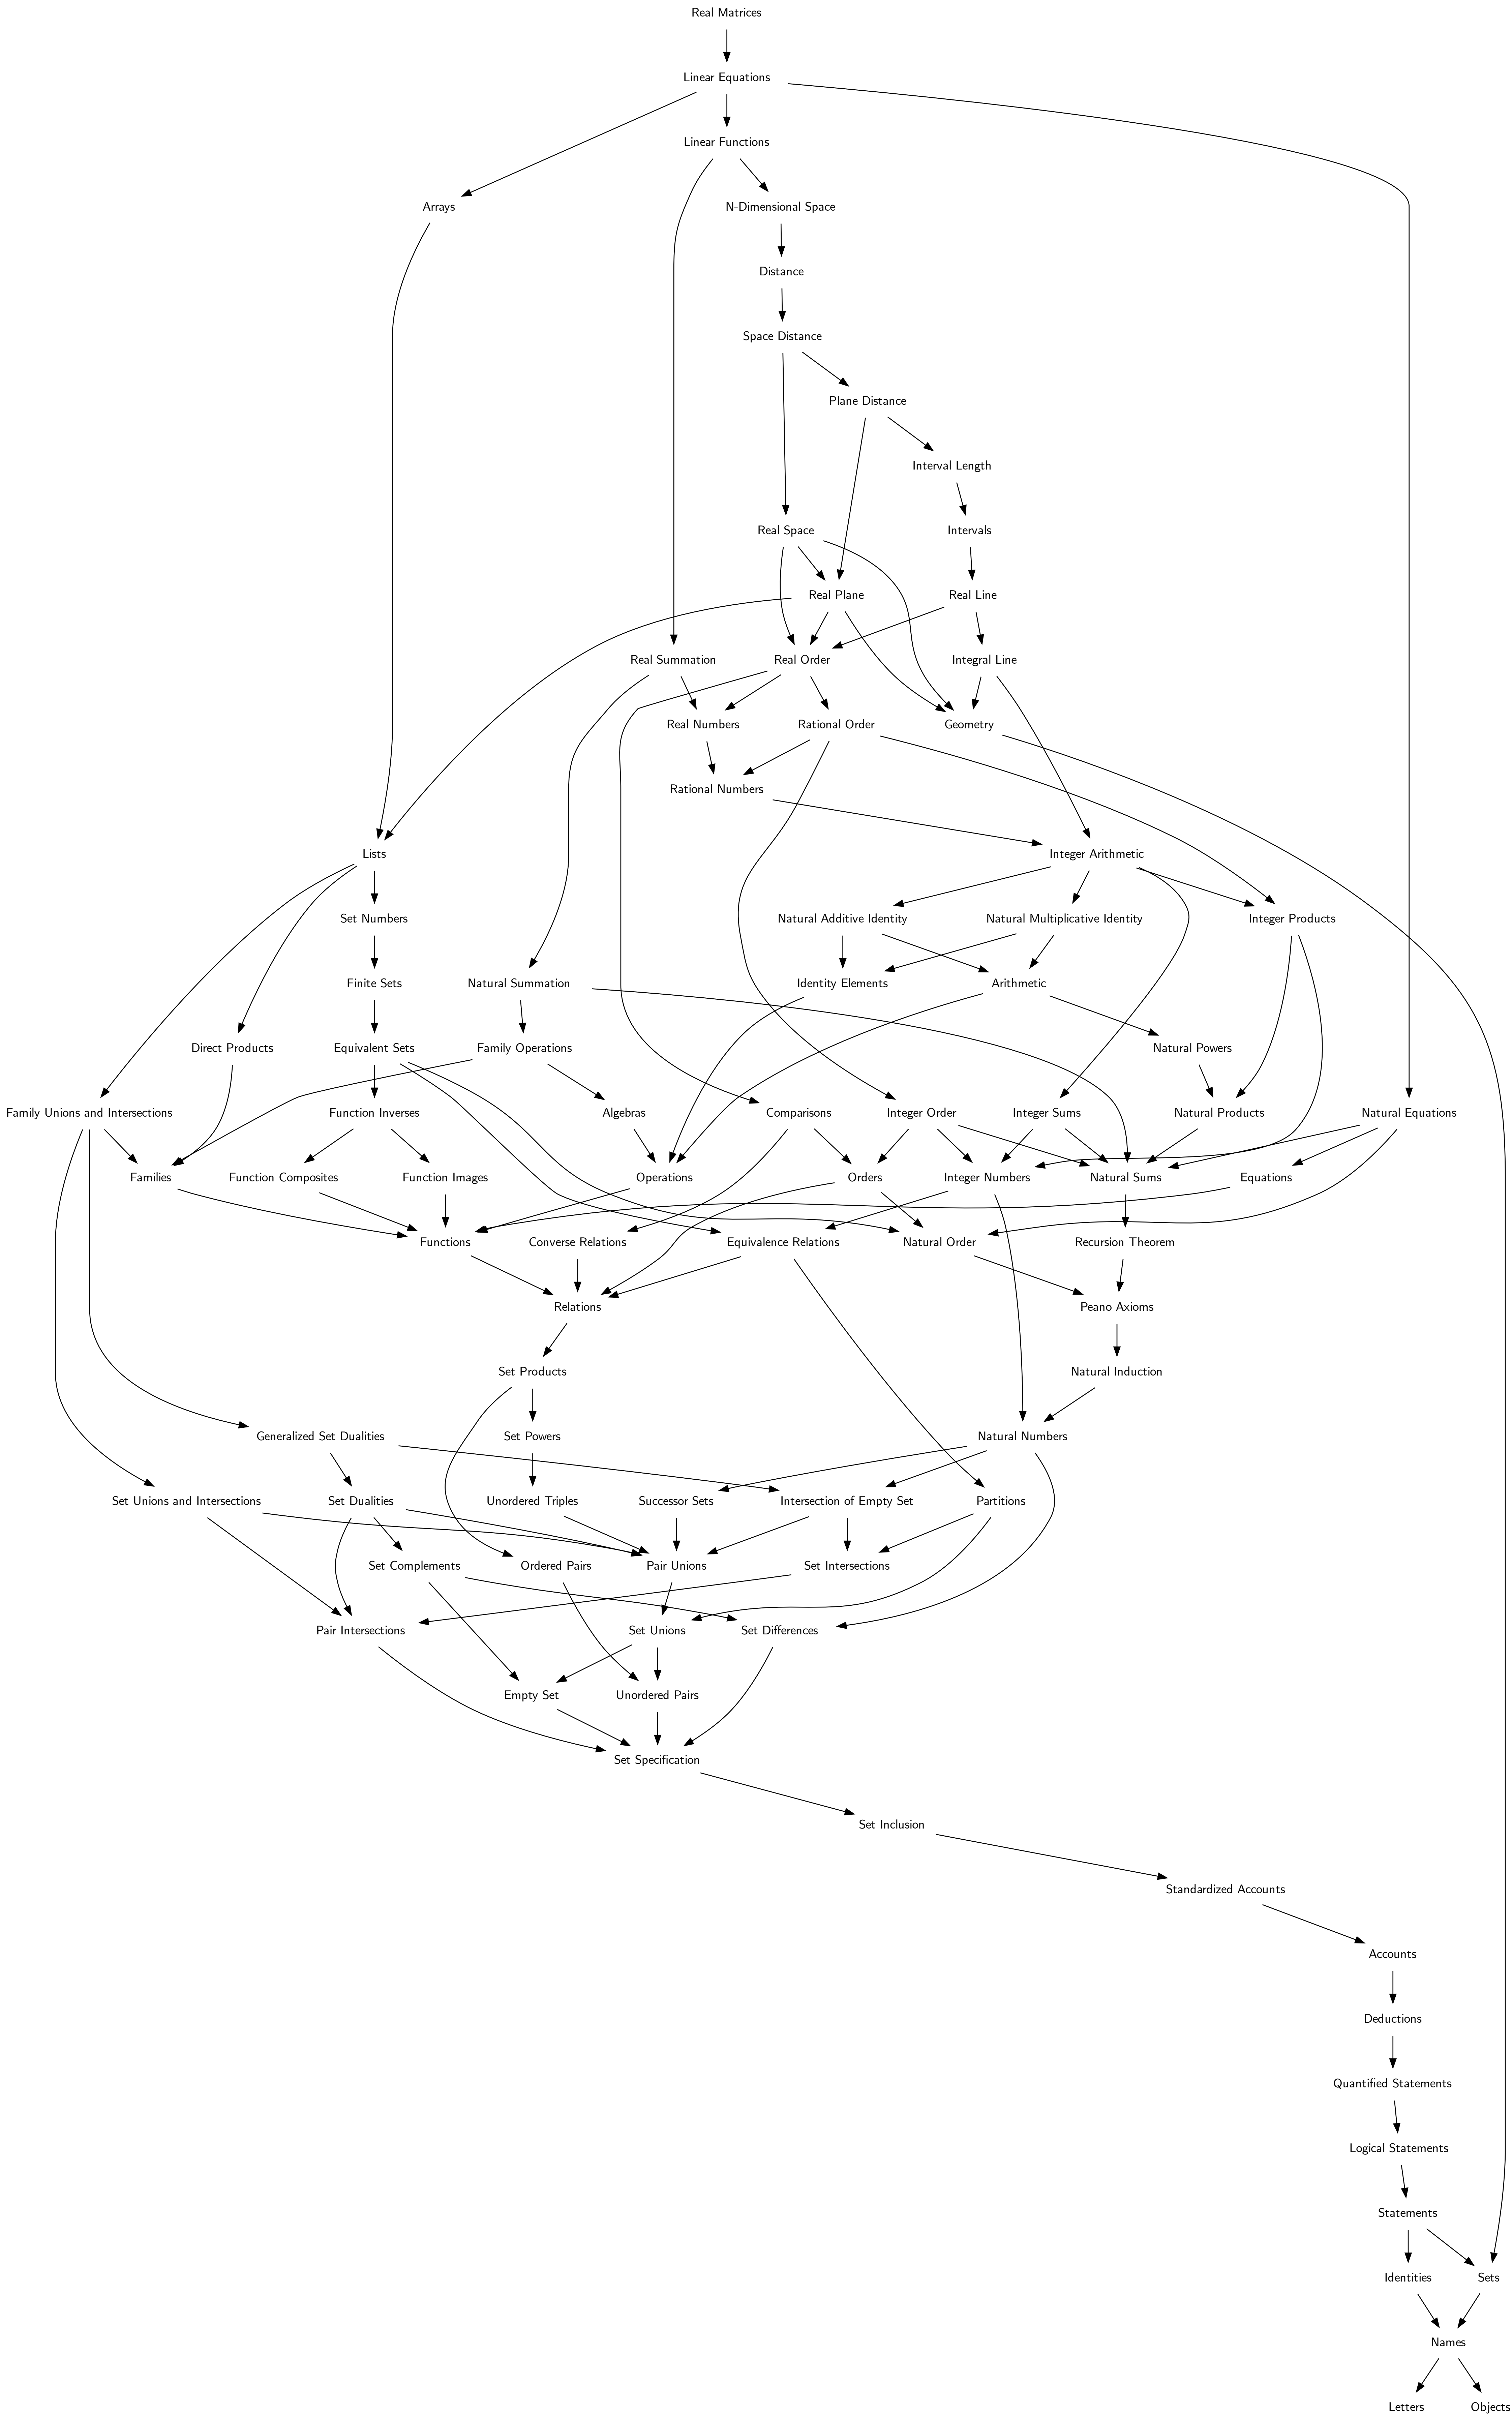 Real Matrices
Linear Equations
Linear Functions
Arrays
N-Dimensional Space
Distance
Space Distance
Plane Distance
Interval Length
Real Space
Intervals
Real Plane
Real Line
Real Summation
Real Order
Integral Line
Real Numbers
Rational Order
Geometry
Rational Numbers
Lists
Integer Arithmetic
Set Numbers
Natural Additive Identity
Natural Multiplicative Identity
Integer Products
Finite Sets
Natural Summation
Identity Elements
Arithmetic
Direct Products
Equivalent Sets
Family Operations
Natural Powers
Family Unions and Intersections
Function Inverses
Algebras
Comparisons
Integer Order
Integer Sums
Natural Products
Natural Equations
Families
Function Composites
Function Images
Operations
Orders
Integer Numbers
Natural Sums
Equations
Functions
Converse Relations
Equivalence Relations
Natural Order
Recursion Theorem
Relations
Peano Axioms
Set Products
Natural Induction
Generalized Set Dualities
Set Powers
Natural Numbers
Set Unions and Intersections
Set Dualities
Unordered Triples
Successor Sets
Intersection of Empty Set
Partitions
Set Complements
Ordered Pairs
Pair Unions
Set Intersections
Pair Intersections
Set Unions
Set Differences
Empty Set
Unordered Pairs
Set Specification
Set Inclusion
Standardized Accounts
Accounts
Deductions
Quantified Statements
Logical Statements
Statements
Identities
Sets
Names
Letters
Objects